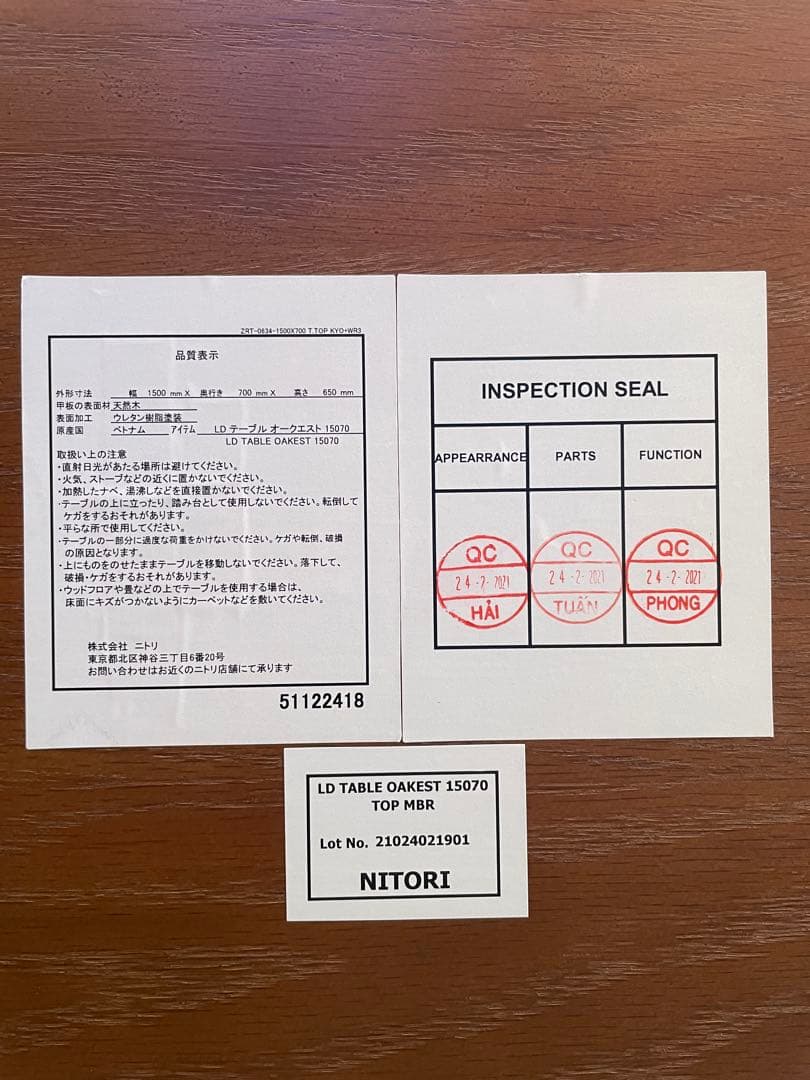 ZRT-0634-1500X700 T.TOP KYO+WR3
品質表示
外形寸法 幅 1500 mm X 奥行き 700 mm X 高さ 650 mm
甲板の表面材 天然木
表面加工 ウレタン樹脂塗装
原産国 ベトナム アイテム LD テーブル オークエスト 15070
LD TABLE OAKEST 15070
取扱い上の注意
・直射日光があたる場所は避けてください。
・火気、ストーブなどの近くに置かないでください。
・加熱したナベ、湯沸しなどを直接置かないでください。
・テーブルの上に立ったり、踏み台として使用しないでください。転倒して
ケガをするおそれがあります。
・平らな所で使用してください。
・テーブルの一部分に過度な荷重をかけないでください。ケガや転倒、破損
の原因となります。
・上にものをのせたままテーブルを移動しないでください。落下して、
破損・ケガをするおそれがあります。
・ウッドフロアや畳などの上でテーブルを使用する場合は、
床面にキズがつかないようにカーペットなどを敷いてください。
株式会社 ニトリ
東京都北区神谷三丁目6番20号
お問い合わせはお近くのニトリ店舗にて承ります
51122418
INSPECTION SEAL
APPEARRANCE PARTS FUNCTION
QC QC QC
24-2-2021 24-2-2021 24-2-2021
HẢI TUẤN PHONG
LD TABLE OAKEST 15070
TOP MBR
Lot No. 21024021901
NITORI